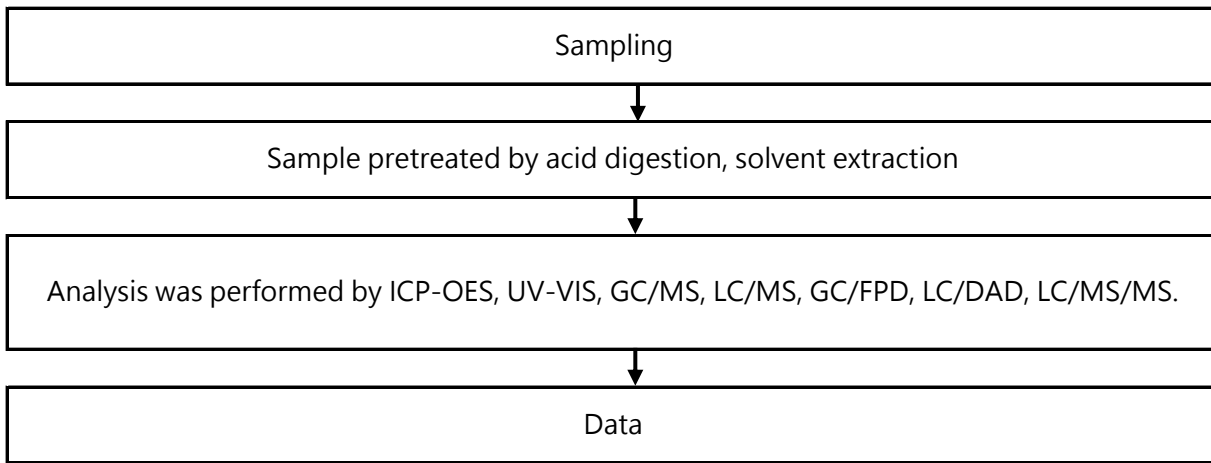 Sampling
Sample pretreated by acid digestion, solvent extraction
Analysis was performed by ICP-OES, UV-VIS, GC/MS, LC/MS, GC/FPD, LC/DAD, LC/MS/MS.
Data